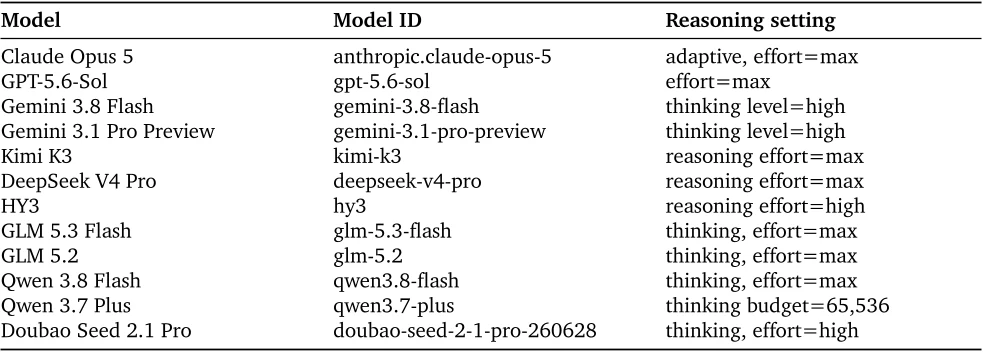 Model Model ID Reasoning setting
Claude Opus 5 anthropic.claude-opus-5 adaptive, effort=max
GPT-5.6-Sol gpt-5.6-sol effort=max
Gemini 3.8 Flash gemini-3.8-flash thinking level=high
Gemini 3.1 Pro Preview gemini-3.1-pro-preview thinking level=high
Kimi K3 kimi-k3 reasoning effort=max
DeepSeek V4 Pro deepseek-v4-pro reasoning effort=max
HY3 hy3 reasoning effort=high
GLM 5.3 Flash glm-5.3-flash thinking, effort=max
GLM 5.2 glm-5.2 thinking, effort=max
Qwen 3.8 Flash qwen3.8-flash thinking, effort=max
Qwen 3.7 Plus qwen3.7-plus thinking budget=65,536
Doubao Seed 2.1 Pro doubao-seed-2-1-pro-260628 thinking, effort=high